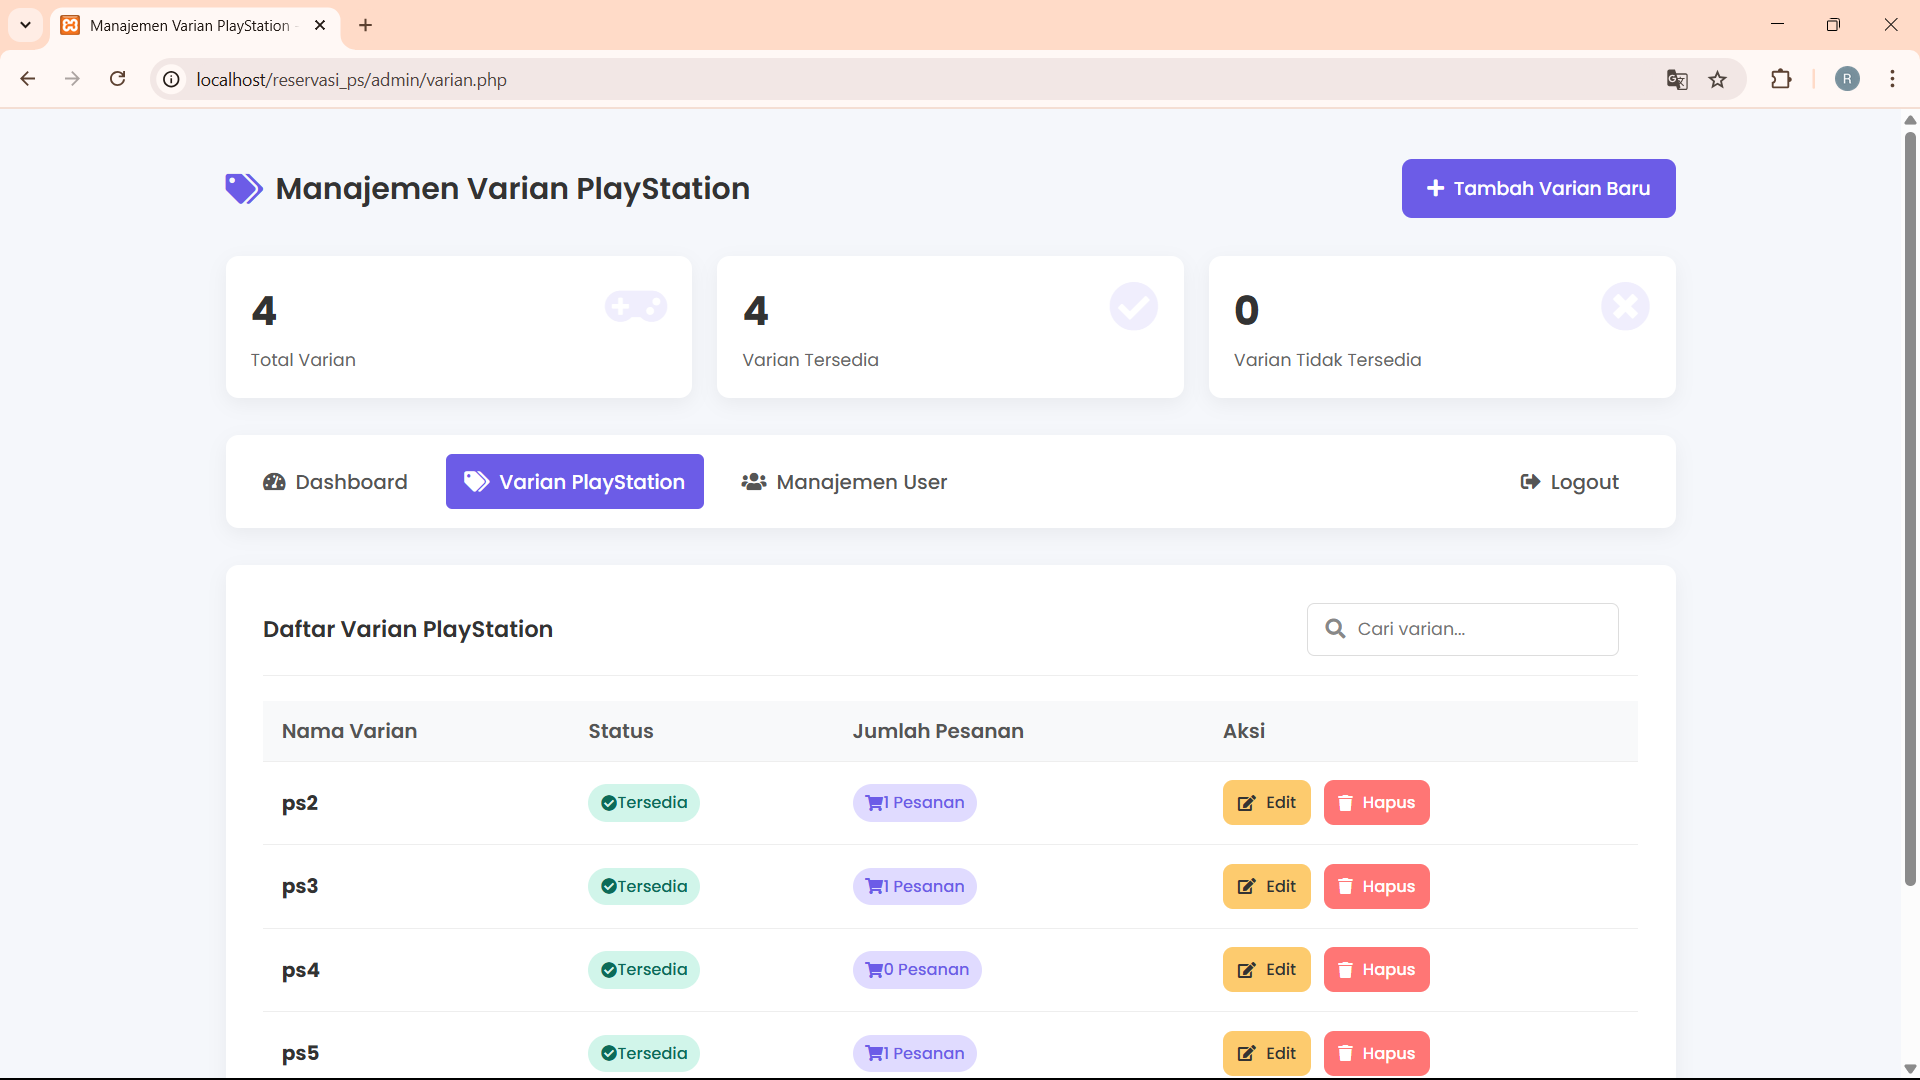 Manajemen Varian PlayStation -
localhost/reservasi_ps/admin/varian.php
R
Manajemen Varian PlayStation
Tambah Varian Baru
4
Total Varian
4
Varian Tersedia
0
Varian Tidak Tersedia
Dashboard
Varian PlayStation
Manajemen User
Logout
Daftar Varian PlayStation
Cari varian...
Nama Varian Status Jumlah Pesanan Aksi
ps2 Tersedia 1 Pesanan Edit Hapus
ps3 Tersedia 1 Pesanan Edit Hapus
ps4 Tersedia 0 Pesanan Edit Hapus
ps5 Tersedia 1 Pesanan Edit Hapus